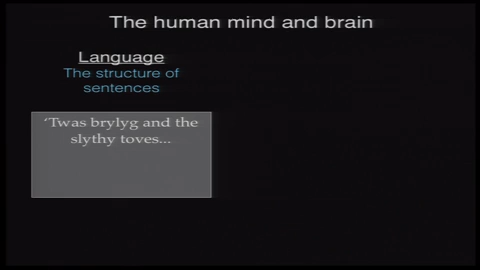 The human mind and brain
Language
The structure of
sentences
‘Twas brylyg and the
slythy toves...